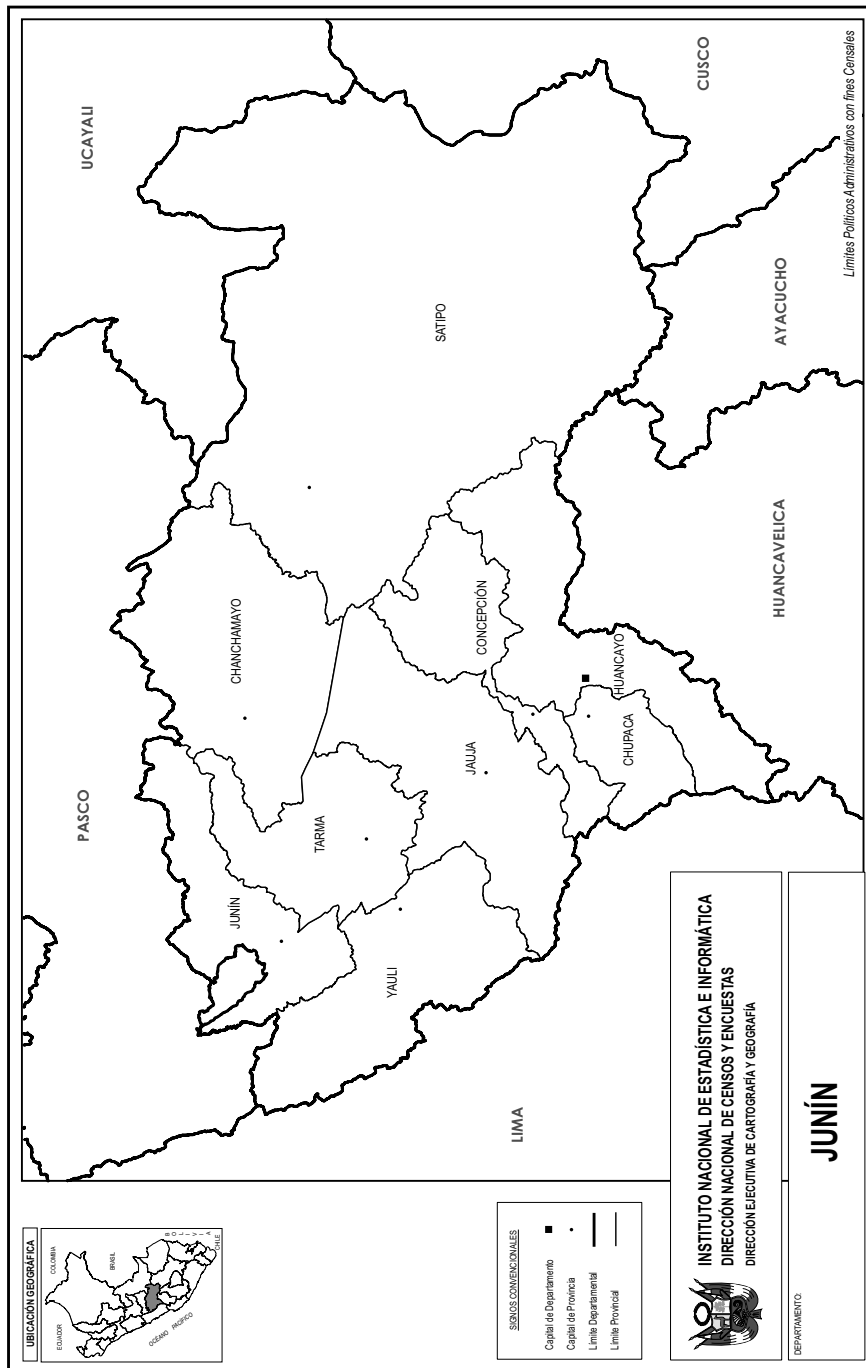 UBICACIÓN GEOGRÁFICA
COLOMBIA
ECUADOR
BRASIL
BOLIVIA
CHILE
OCÉANO PACÍFICO
UCAYALI
PASCO
CUSCO
SATIPO
CHANCHAMAYO
JUNÍN
TARMA
YAULI
JAUJA
CONCEPCIÓN
HUANCAYO
CHUPACA
AYACUCHO
HUANCAVELICA
LIMA
SIGNOS CONVENCIONALES
Capital de Departamento
Capital de Provincia
Límite Departamental
Límite Provincial
INSTITUTO NACIONAL DE ESTADÍSTICA E INFORMÁTICA
DIRECCIÓN NACIONAL DE CENSOS Y ENCUESTAS
DIRECCIÓN EJECUTIVA DE CARTOGRAFÍA Y GEOGRAFÍA
DEPARTAMENTO:
JUNÍN
Límites Políticos Administrativos con fines Censales